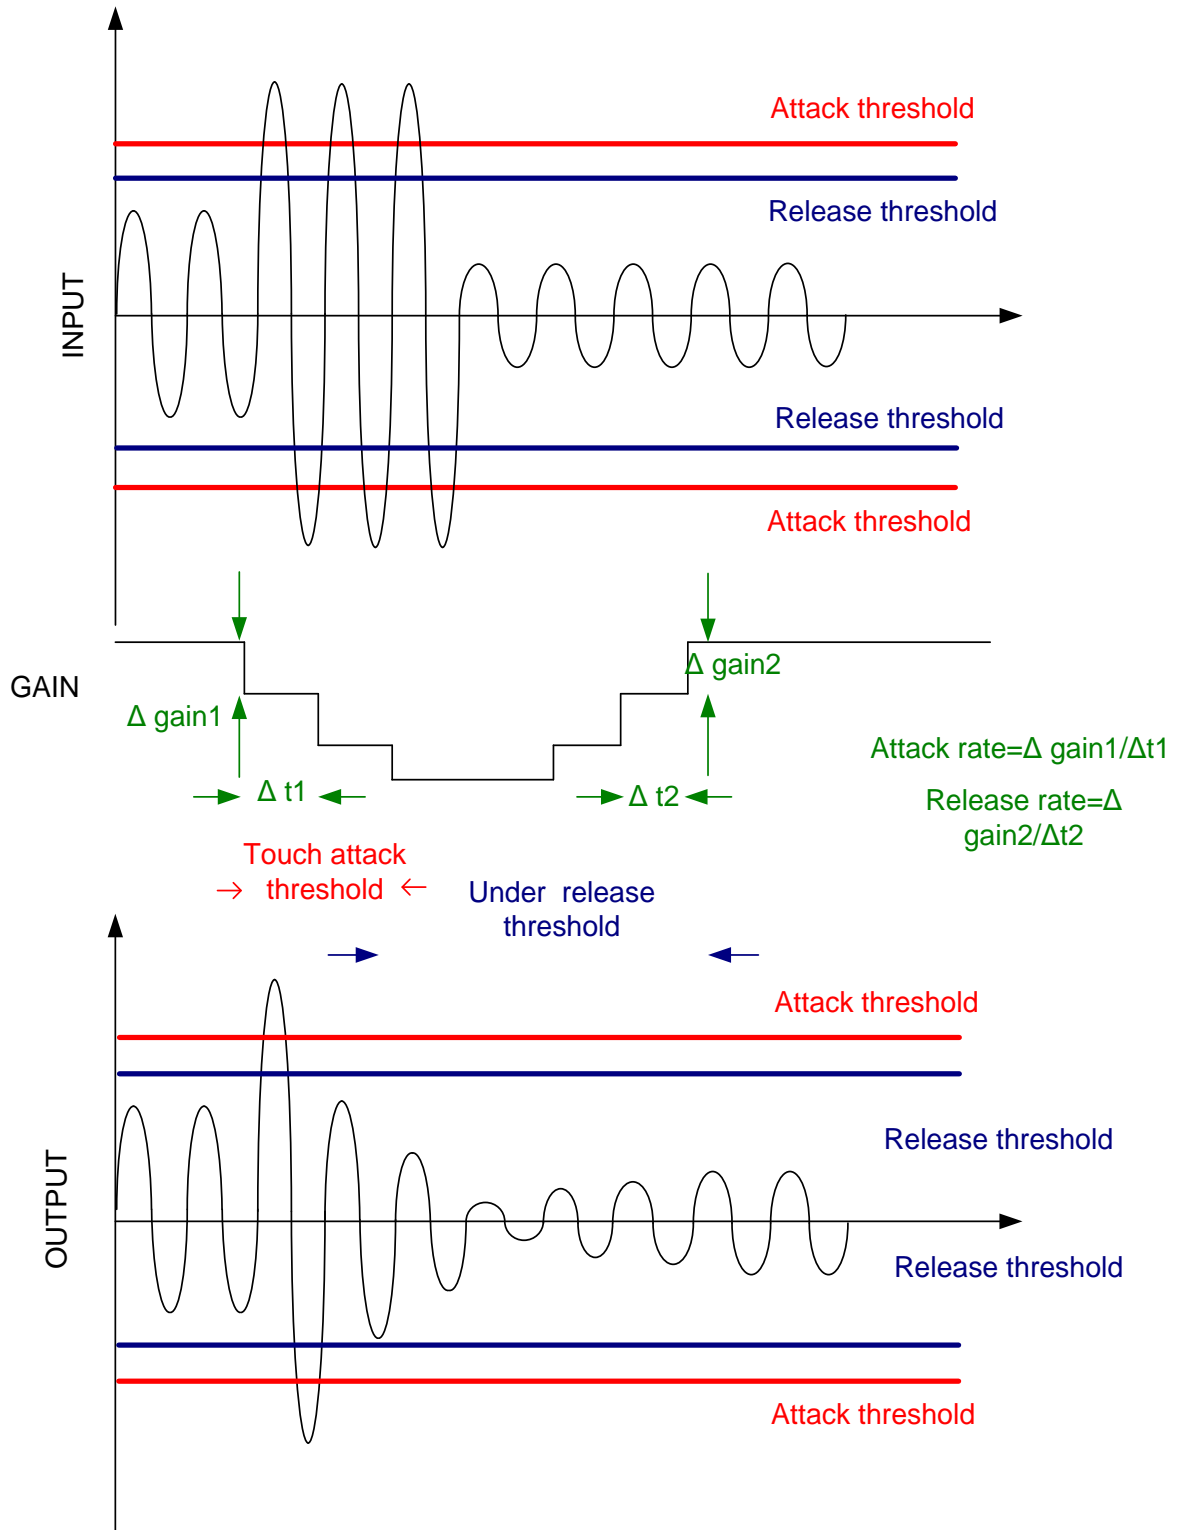 Attack threshold
Release threshold
INPUT
Release threshold
Attack threshold
GAIN
Δ gain1
Δ gain2
Δ t1
Δ t2
Attack rate=Δ gain1/Δt1
Release rate=Δ
gain2/Δt2
Touch attack
threshold
Under release
threshold
Attack threshold
Release threshold
OUTPUT
Release threshold
Attack threshold